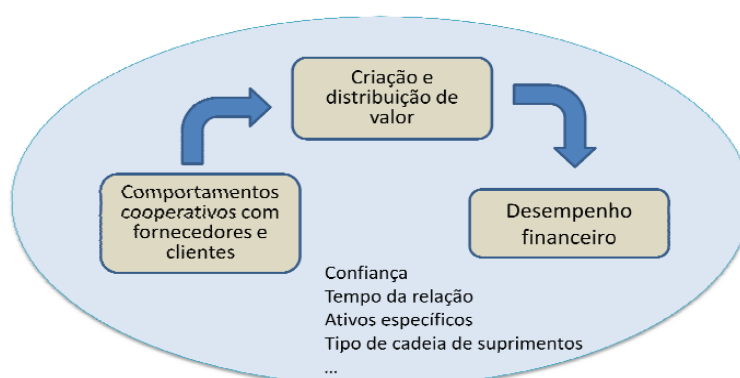 Criação e
distribuição de
valor
Comportamentos
cooperativos com
fornecedores e
clientes
Desempenho
financeiro
Confiança
Tempo da relação
Ativos específicos
Tipo de cadeia de suprimentos
...